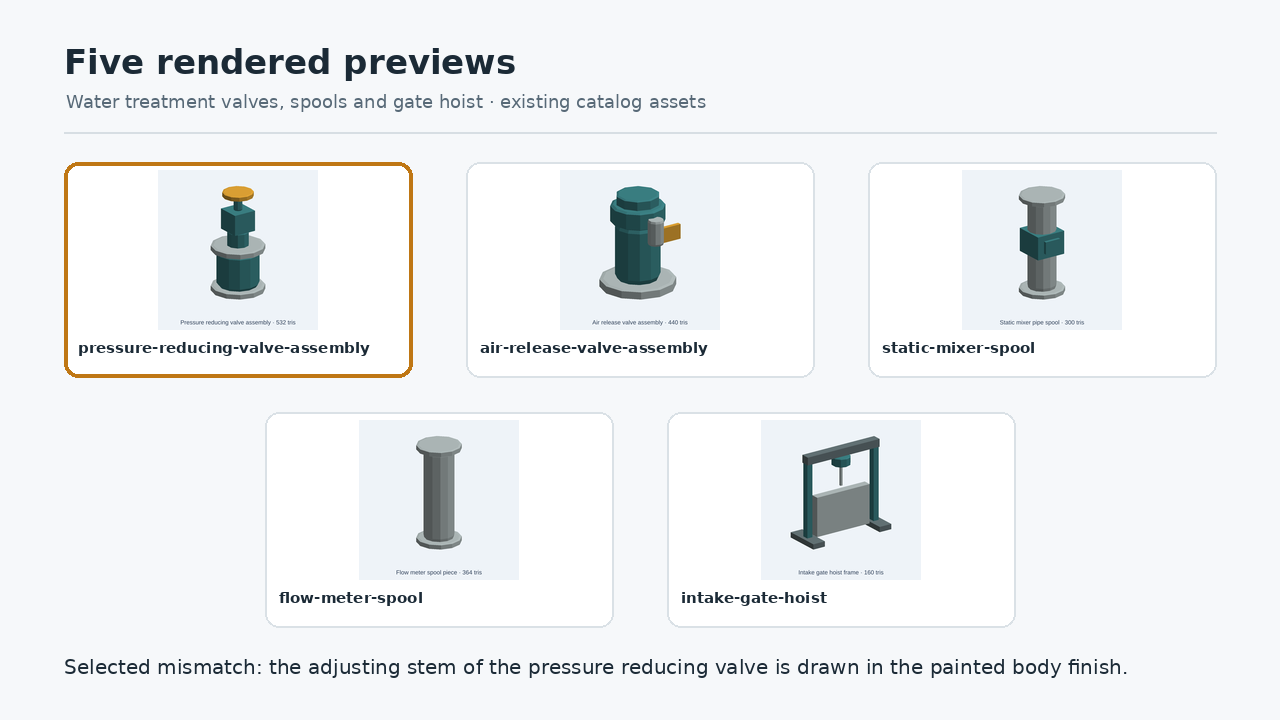 Five rendered previews
Water treatment valves, spools and gate hoist · existing catalog assets
Pressure reducing valve assembly · 532 tris
pressure-reducing-valve-assembly
Air release valve assembly · 440 tris
air-release-valve-assembly
Static mixer pipe spool · 300 tris
static-mixer-spool
Flow meter spool piece · 364 tris
flow-meter-spool
Intake gate hoist frame · 160 tris
intake-gate-hoist
Selected mismatch: the adjusting stem of the pressure reducing valve is drawn in the painted body finish.